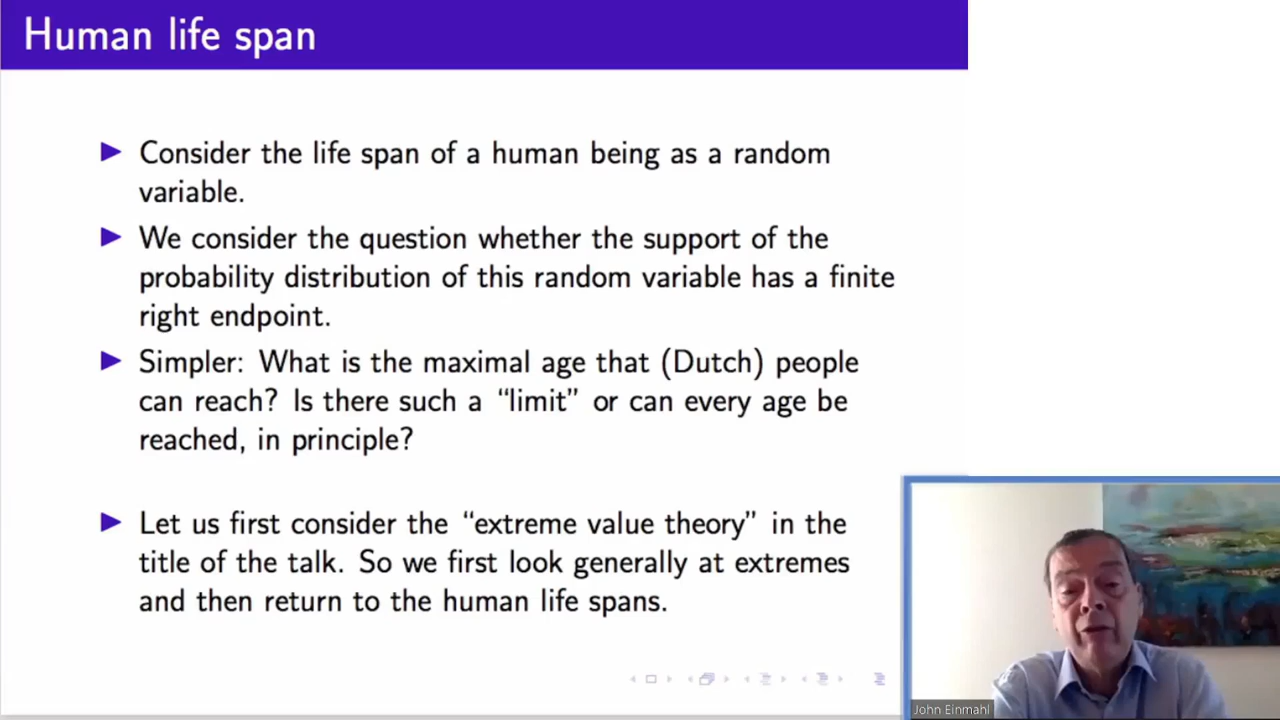 Human life span
Consider the life span of a human being as a random
variable.
We consider the question whether the support of the
probability distribution of this random variable has a finite
right endpoint.
Simpler: What is the maximal age that (Dutch) people
can reach? Is there such a “limit” or can every age be
reached, in principle?
Let us first consider the “extreme value theory” in the
title of the talk. So we first look generally at extremes
and then return to the human life spans.
John Einmahl